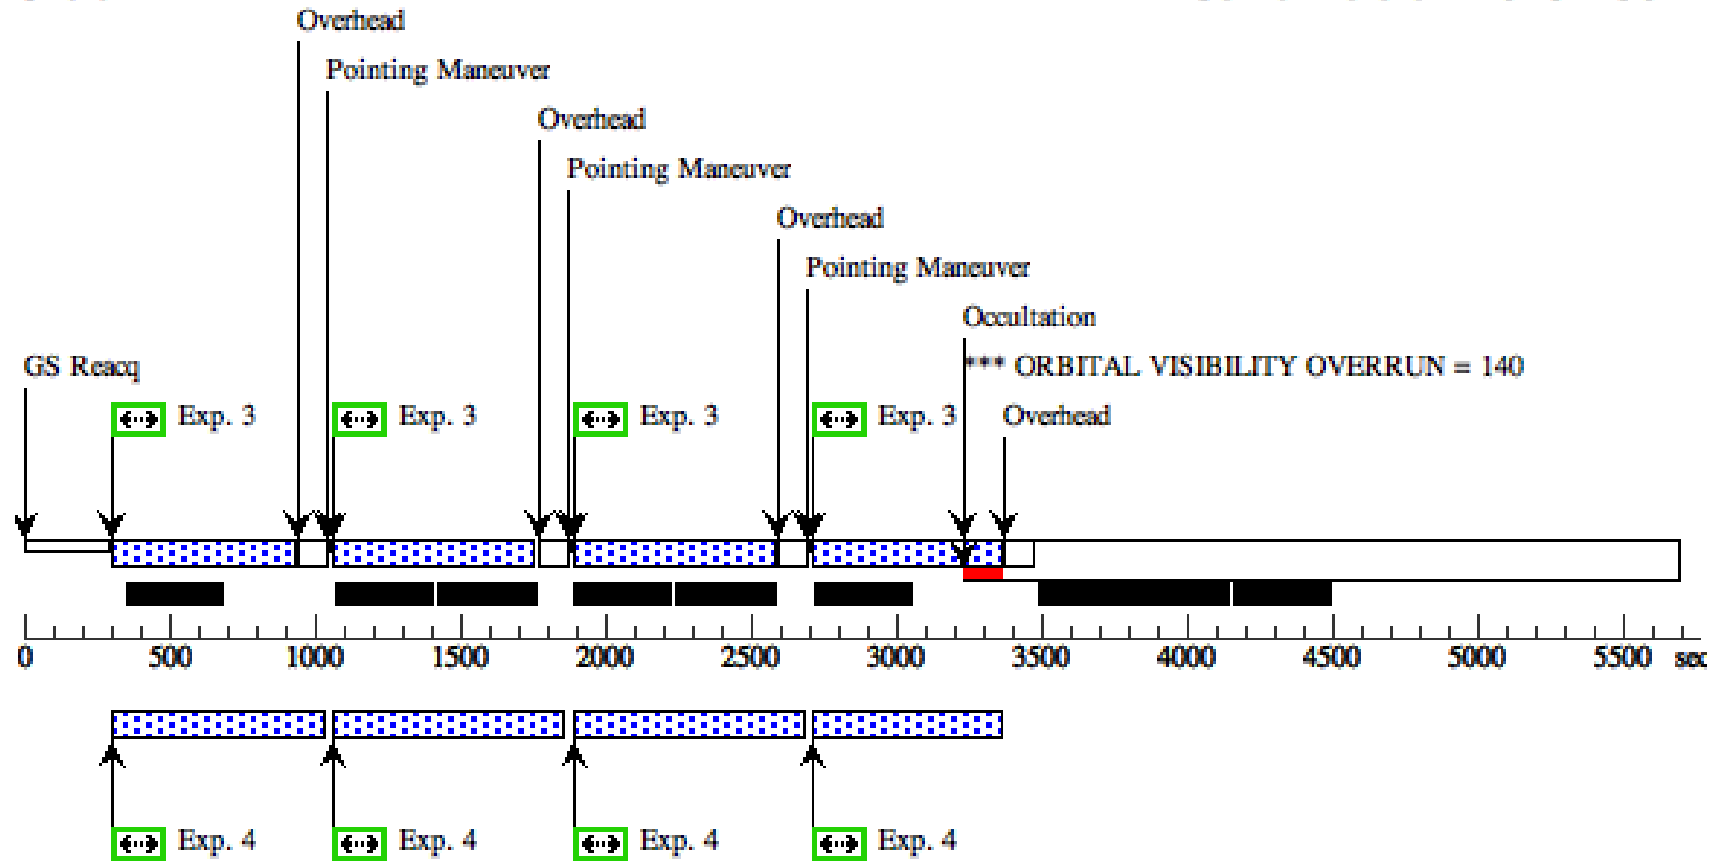 Overhead
Pointing Maneuver
Overhead
Pointing Maneuver
Overhead
Pointing Maneuver
Occultation
GS Reacq
*** ORBITAL VISIBILITY OVERRUN = 140
Exp. 3 Exp. 3 Exp. 3 Exp. 3 Overhead
0 500 1000 1500 2000 2500 3000 3500 4000 4500 5000 5500 sec
Exp. 4 Exp. 4 Exp. 4 Exp. 4